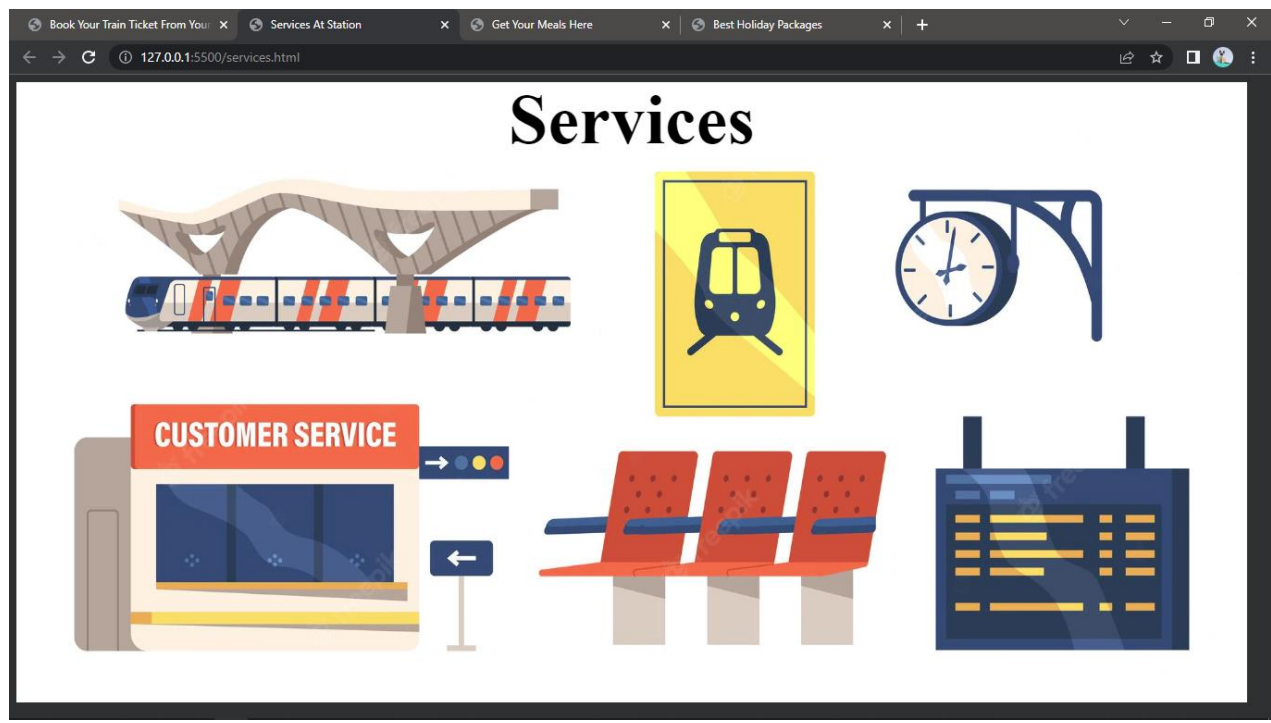 Book Your Train Ticket From Your
Services At Station
Get Your Meals Here
Best Holiday Packages
127.0.0.1:5500/services.html
Services
CUSTOMER SERVICE
freepik